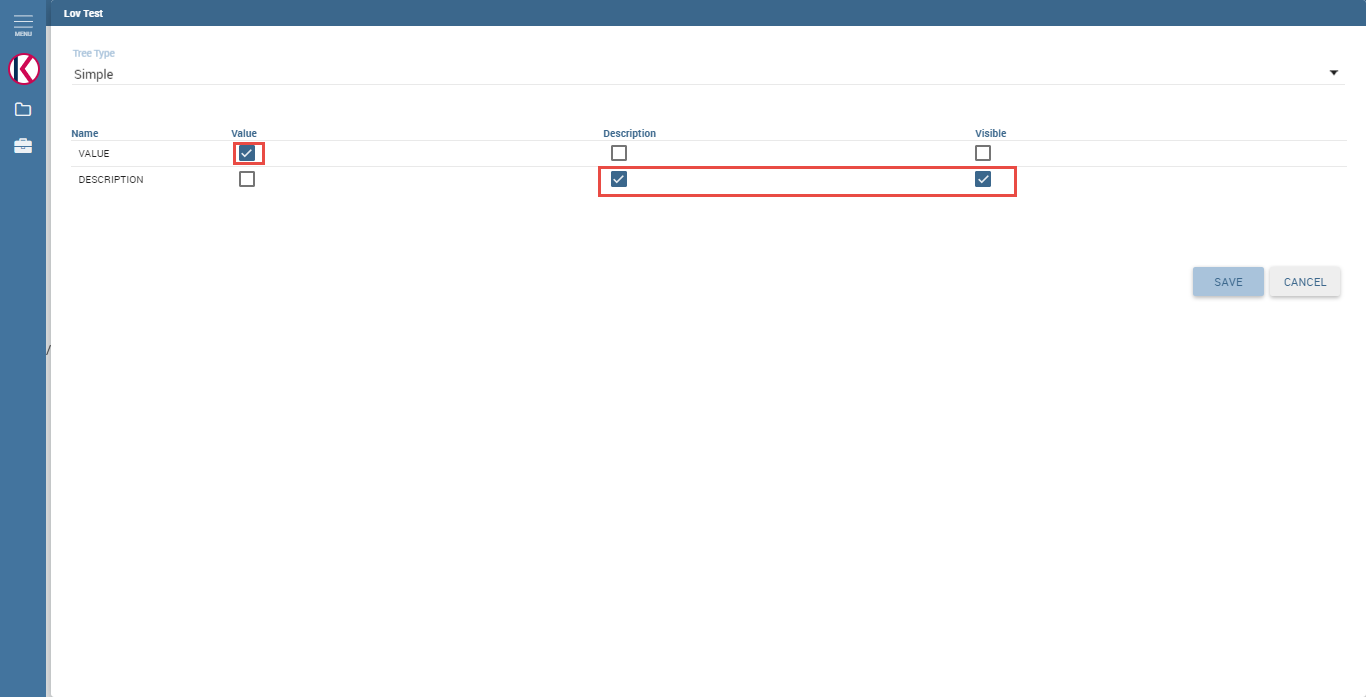 Lov Test
MENU
Tree Type
Simple
Name Value Description Visible
VALUE
DESCRIPTION
SAVE CANCEL